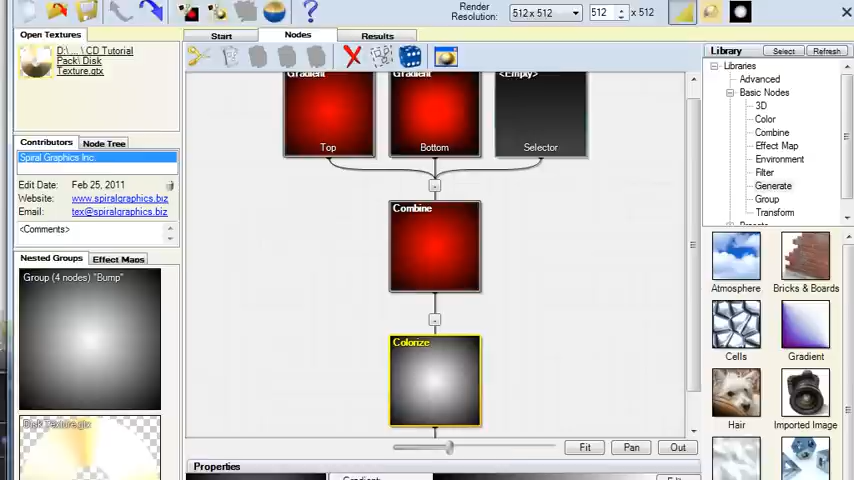 Render
Resolution:
512 x 512
512
x 512
Open Textures
D:\ ... \ CD Tutorial
Pack\ Disk
Texture.gtx
Start
Nodes
Results
Library
Select
Refresh
Libraries
Advanced
Basic Nodes
3D
Color
Combine
Effect Map
Environment
Filter
Generate
Group
Transform
Contributors
Node Tree
Spiral Graphics Inc.
Edit Date:
Feb 25, 2011
Website:
www.spiralgraphics.biz
Email:
tex@spiralgraphics.biz
<Comments>
Nested Groups
Effect Maps
Group (4 nodes) "Bump"
Disk Texture.gtx
Gradient
Gradient
<Empty>
Top
Bottom
Selector
Combine
Colorize
Fit
Pan
Out
Properties
Gradient:
Atmosphere
Bricks & Boards
Cells
Gradient
Hair
Imported Image